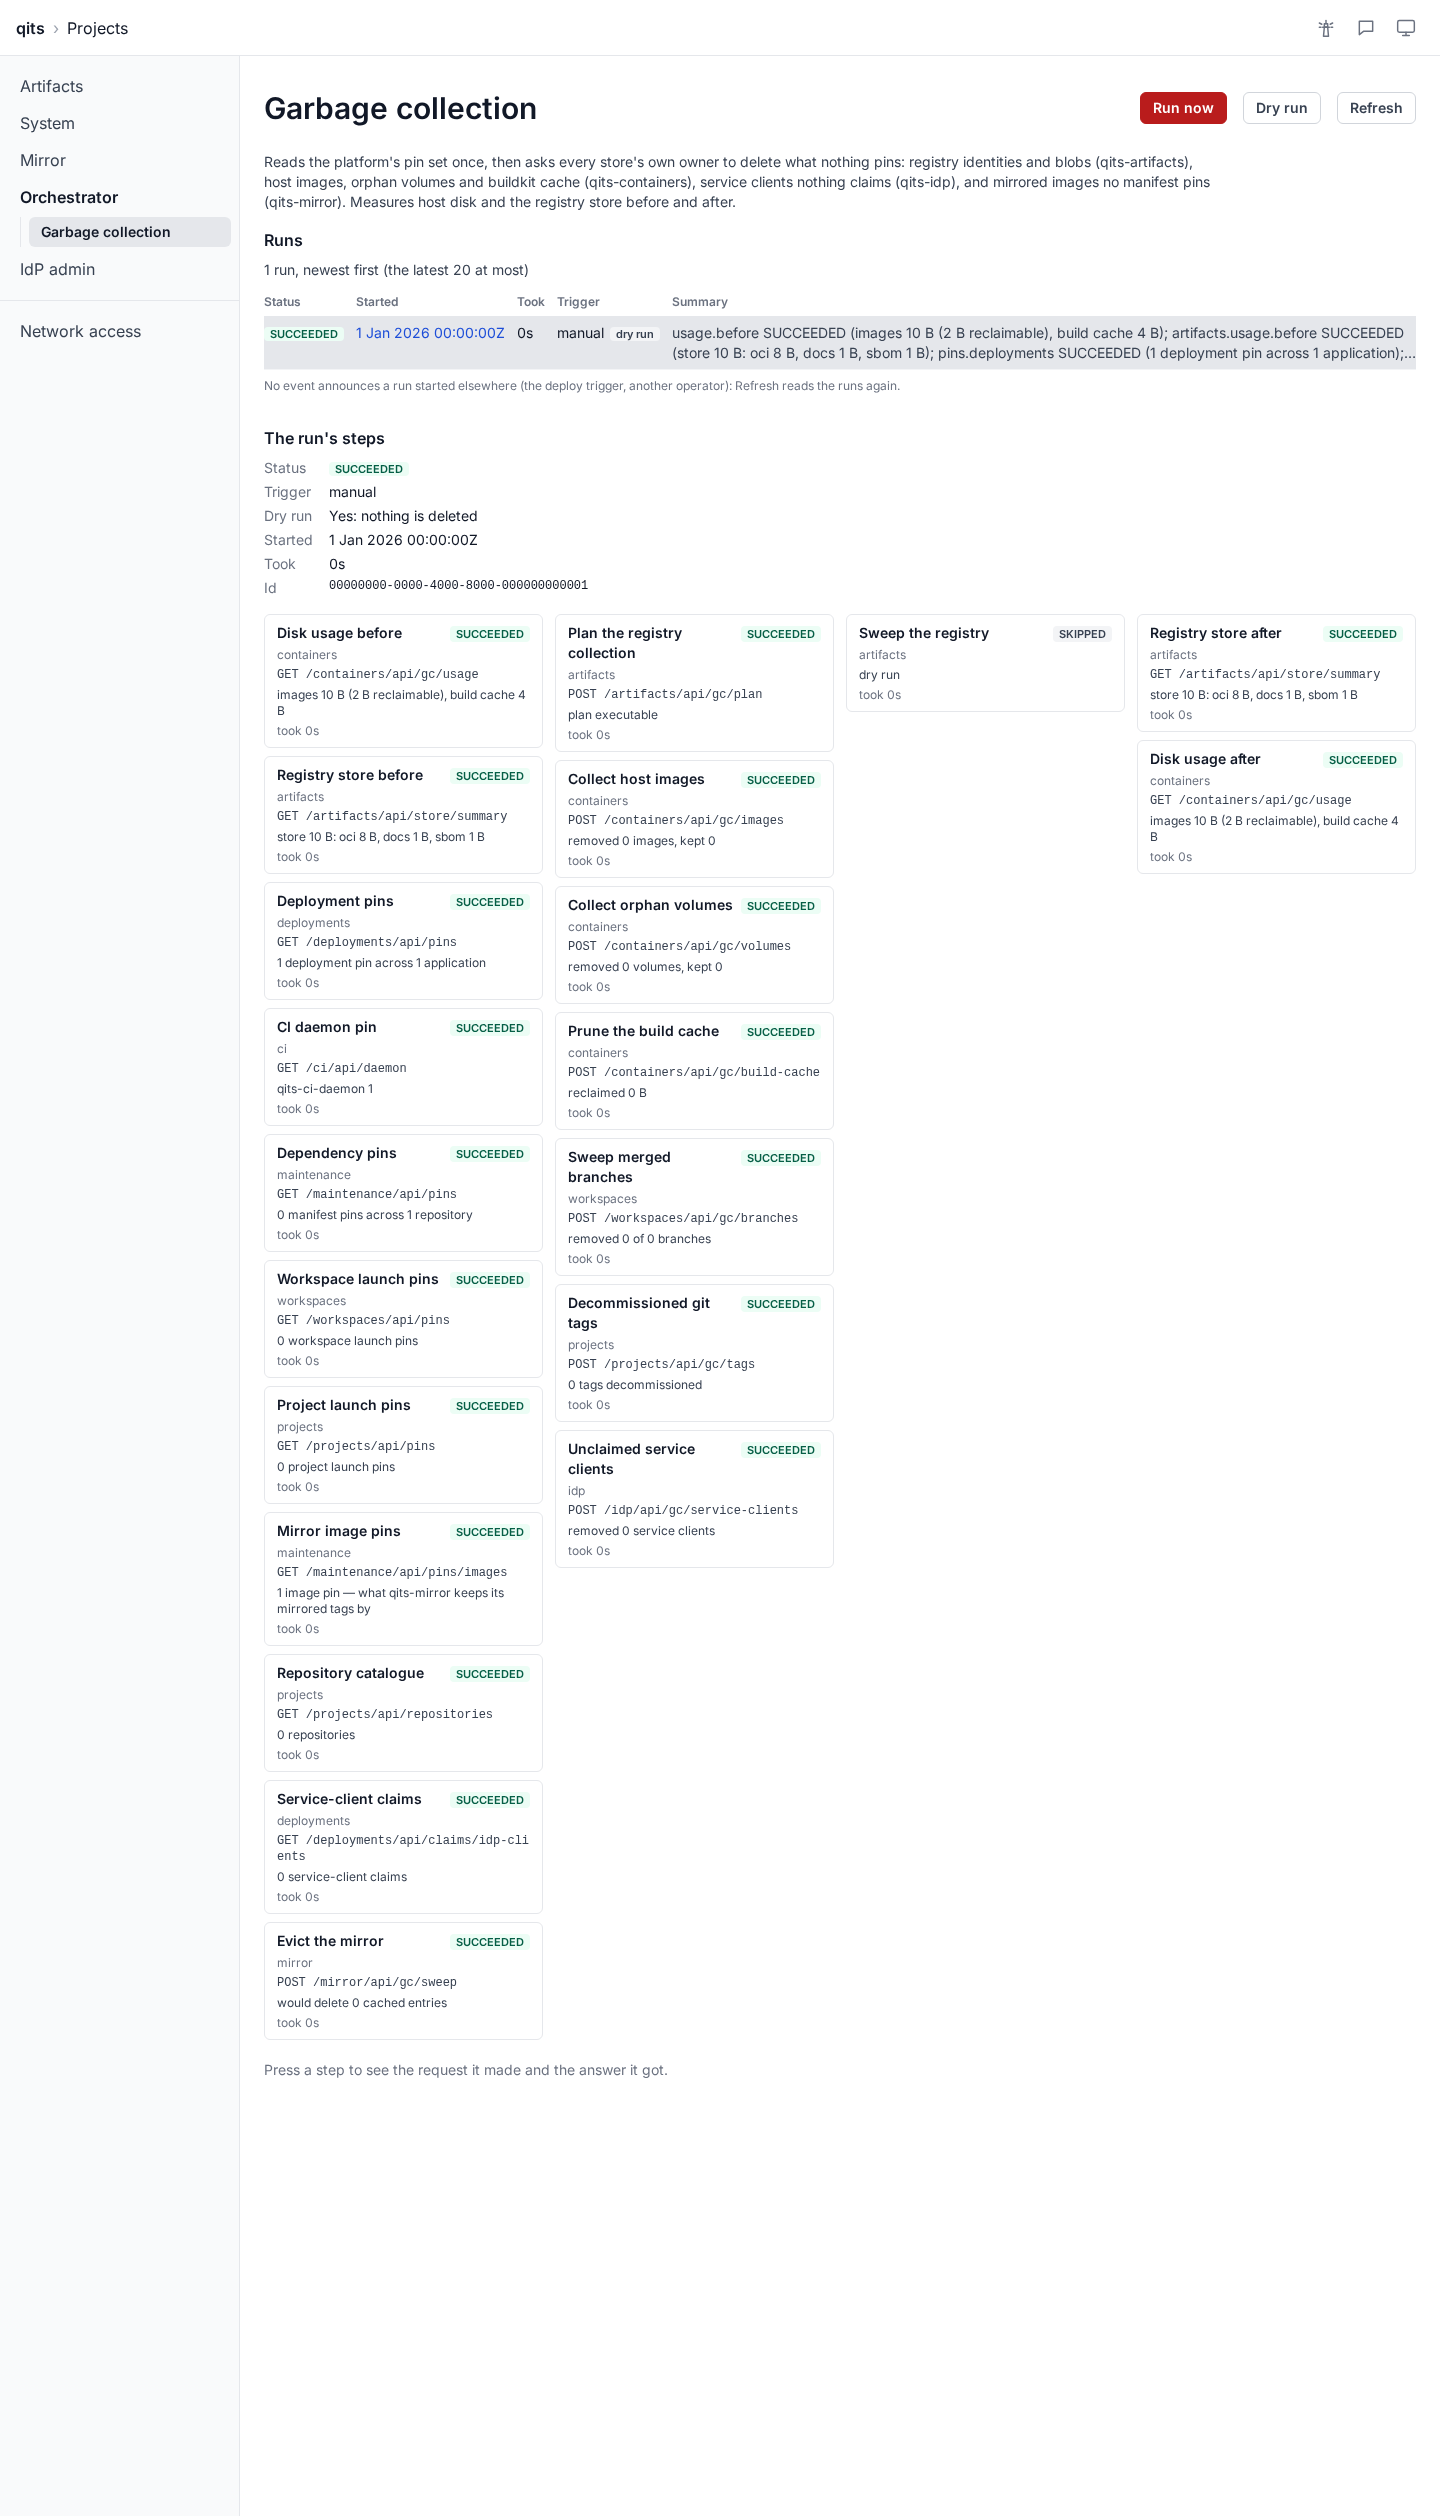 qits › Projects
Artifacts
System
Mirror
Orchestrator
Garbage collection
IdP admin
Network access
Garbage collection
Run now
Dry run
Refresh
Reads the platform's pin set once, then asks every store's own owner to delete what nothing pins: registry identities and blobs (qits-artifacts),
host images, orphan volumes and buildkit cache (qits-containers), service clients nothing claims (qits-idp), and mirrored images no manifest pins
(qits-mirror). Measures host disk and the registry store before and after.
Runs
1 run, newest first (the latest 20 at most)
Status Started Took Trigger Summary
SUCCEEDED 1 Jan 2026 00:00:00Z 0s manual dry run usage.before SUCCEEDED (images 10 B (2 B reclaimable), build cache 4 B); artifacts.usage.before SUCCEEDED
(store 10 B: oci 8 B, docs 1 B, sbom 1 B); pins.deployments SUCCEEDED (1 deployment pin across 1 application);...
No event announces a run started elsewhere (the deploy trigger, another operator): Refresh reads the runs again.
The run's steps
Status SUCCEEDED
Trigger manual
Dry run Yes: nothing is deleted
Started 1 Jan 2026 00:00:00Z
Took 0s
Id 00000000-0000-4000-8000-000000000001
Disk usage before SUCCEEDED
containers
GET /containers/api/gc/usage
images 10 B (2 B reclaimable), build cache 4
B
took 0s
Registry store before SUCCEEDED
artifacts
GET /artifacts/api/store/summary
store 10 B: oci 8 B, docs 1 B, sbom 1 B
took 0s
Deployment pins SUCCEEDED
deployments
GET /deployments/api/pins
1 deployment pin across 1 application
took 0s
CI daemon pin SUCCEEDED
ci
GET /ci/api/daemon
qits-ci-daemon 1
took 0s
Dependency pins SUCCEEDED
maintenance
GET /maintenance/api/pins
0 manifest pins across 1 repository
took 0s
Workspace launch pins SUCCEEDED
workspaces
GET /workspaces/api/pins
0 workspace launch pins
took 0s
Project launch pins SUCCEEDED
projects
GET /projects/api/pins
0 project launch pins
took 0s
Mirror image pins SUCCEEDED
maintenance
GET /maintenance/api/pins/images
1 image pin — what qits-mirror keeps its
mirrored tags by
took 0s
Repository catalogue SUCCEEDED
projects
GET /projects/api/repositories
0 repositories
took 0s
Service-client claims SUCCEEDED
deployments
GET /deployments/api/claims/idp-cli
ents
0 service-client claims
took 0s
Evict the mirror SUCCEEDED
mirror
POST /mirror/api/gc/sweep
would delete 0 cached entries
took 0s
Plan the registry SUCCEEDED
collection
artifacts
POST /artifacts/api/gc/plan
plan executable
took 0s
Collect host images SUCCEEDED
containers
POST /containers/api/gc/images
removed 0 images, kept 0
took 0s
Collect orphan volumes SUCCEEDED
containers
POST /containers/api/gc/volumes
removed 0 volumes, kept 0
took 0s
Prune the build cache SUCCEEDED
containers
POST /containers/api/gc/build-cache
reclaimed 0 B
took 0s
Sweep merged SUCCEEDED
branches
workspaces
POST /workspaces/api/gc/branches
removed 0 of 0 branches
took 0s
Decommissioned git SUCCEEDED
tags
projects
POST /projects/api/gc/tags
0 tags decommissioned
took 0s
Unclaimed service SUCCEEDED
clients
idp
POST /idp/api/gc/service-clients
removed 0 service clients
took 0s
Sweep the registry SKIPPED
artifacts
dry run
took 0s
Registry store after SUCCEEDED
artifacts
GET /artifacts/api/store/summary
store 10 B: oci 8 B, docs 1 B, sbom 1 B
took 0s
Disk usage after SUCCEEDED
containers
GET /containers/api/gc/usage
images 10 B (2 B reclaimable), build cache 4
B
took 0s
Press a step to see the request it made and the answer it got.